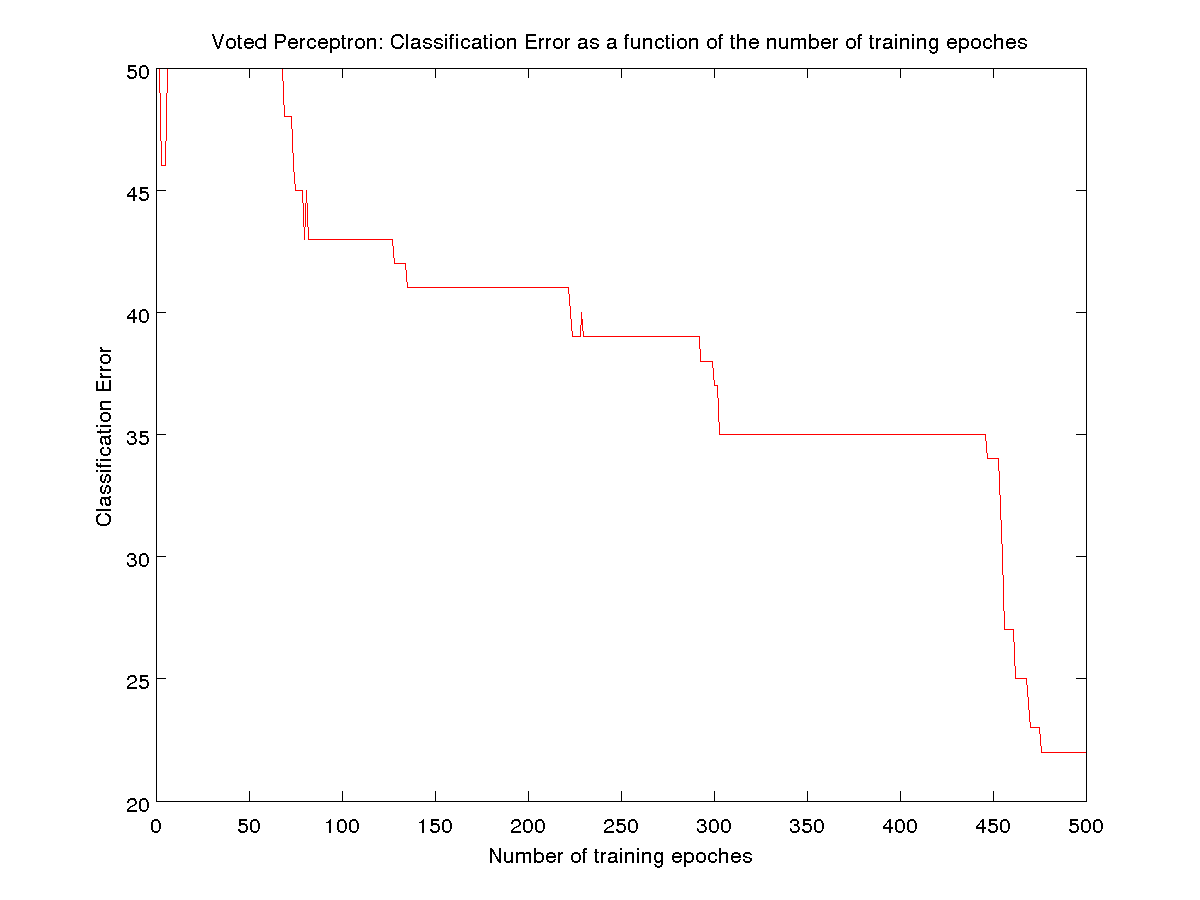 Voted Perceptron: Classification Error as a function of the number of training epoches
50
45
40
35
30
25
20
Classification Error
0 50 100 150 200 250 300 350 400 450 500
Number of training epoches